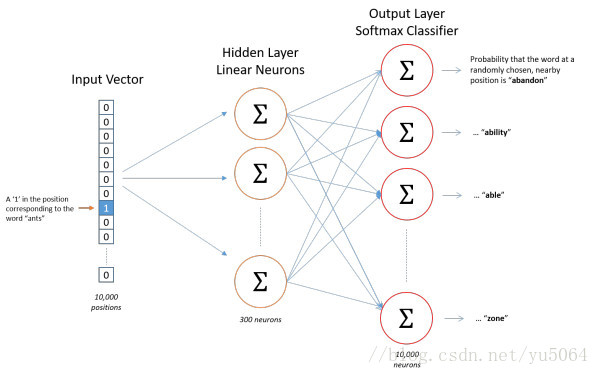 Output Layer
Softmax Classifier
Hidden Layer
Linear Neurons
Input Vector
0
0
0
0
0
0
0
1
0
0
0
A ‘1’ in the position
corresponding to the
word “ants”
10,000
positions
Σ
Σ
Σ
300 neurons
Σ
Σ
Σ
Σ
10,000
neurons
Probability that the word at a
randomly chosen, nearby
position is “abandon”
... “ability”
... “able”
... “zone”
http://blog.csdn.net/yu5064